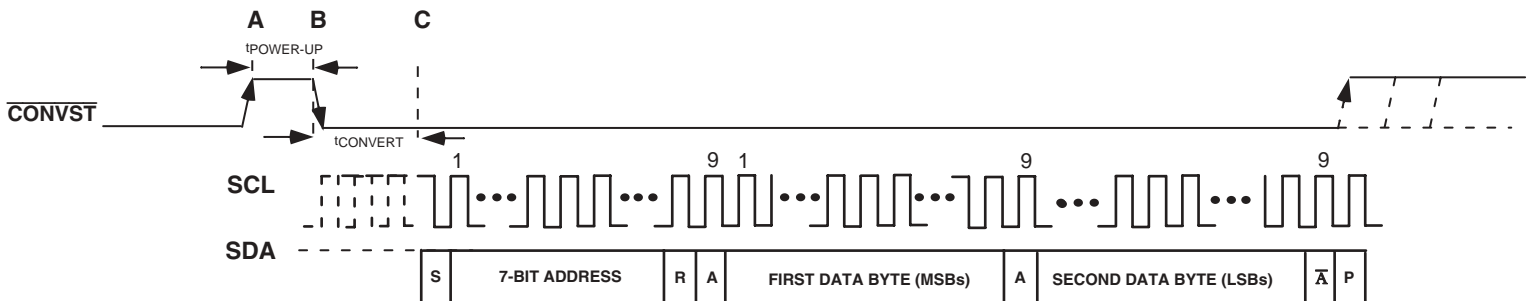 A B C
tPOWER-UP
CONVST
tCONVERT
1 9 1 9 9
SCL
SDA
S 7-BIT ADDRESS R A FIRST DATA BYTE (MSBs) A SECOND DATA BYTE (LSBs) A̅ P